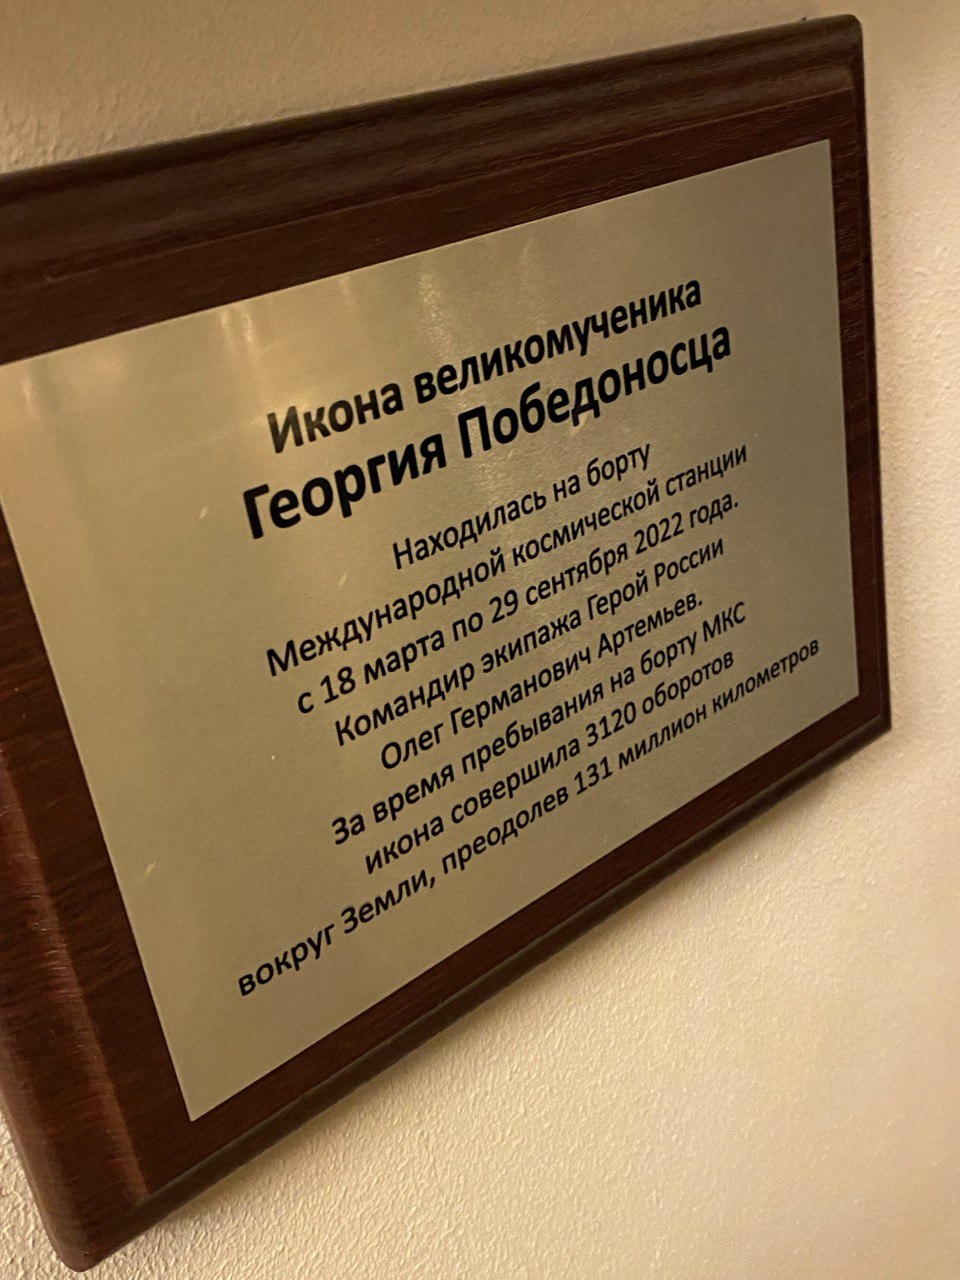 Икона великомученика
Георгия Победоносца
Находилась на борту
Международной космической станции
с 18 марта по 29 сентября 2022 года.
Командир экипажа Герой России
Олег Германович Артемьев.
За время пребывания на борту МКС
икона совершила 3120 оборотов
вокруг Земли, преодолев 131 миллион километров